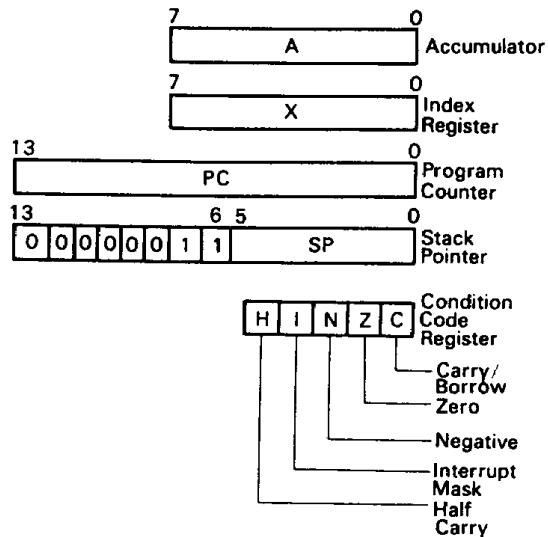 7 0
A Accumulator
7 0
X Index
Register
13 0
PC Program
Counter
13 6 5 0
0 0 0 0 0 0 1 1 SP Stack
Pointer
H I N Z C Condition
Code
Register
Carry/
Borrow
Zero
Negative
Interrupt
Mask
Half
Carry